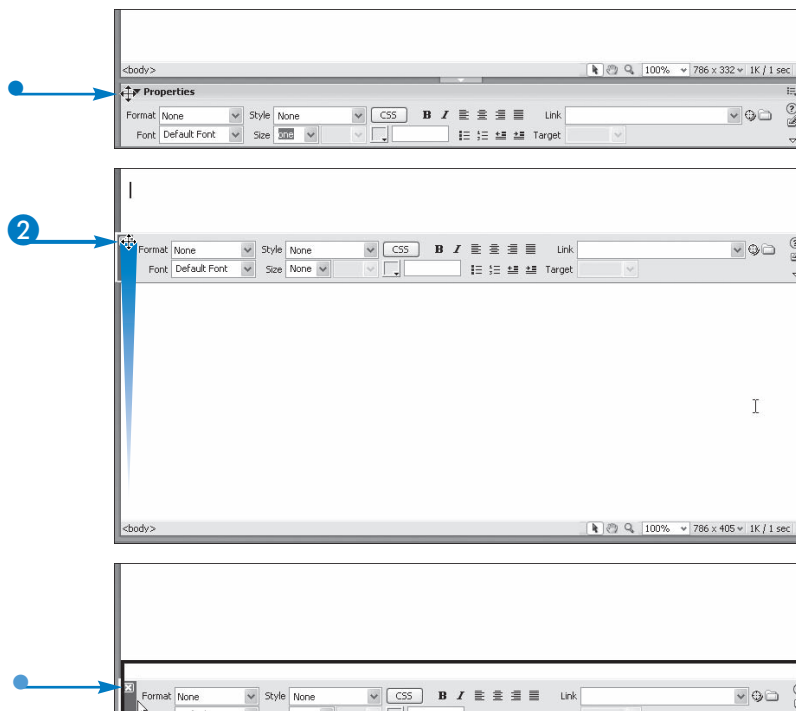 <body>
100% 786 x 332 1K / 1 sec
Properties
Format None Style None CSS B I Link
Font Default Font Size one Target
2
Format None Style None CSS B I Link
Font Default Font Size None Target
<body>
100% 786 x 405 1K / 1 sec
Format None Style None CSS B I Link